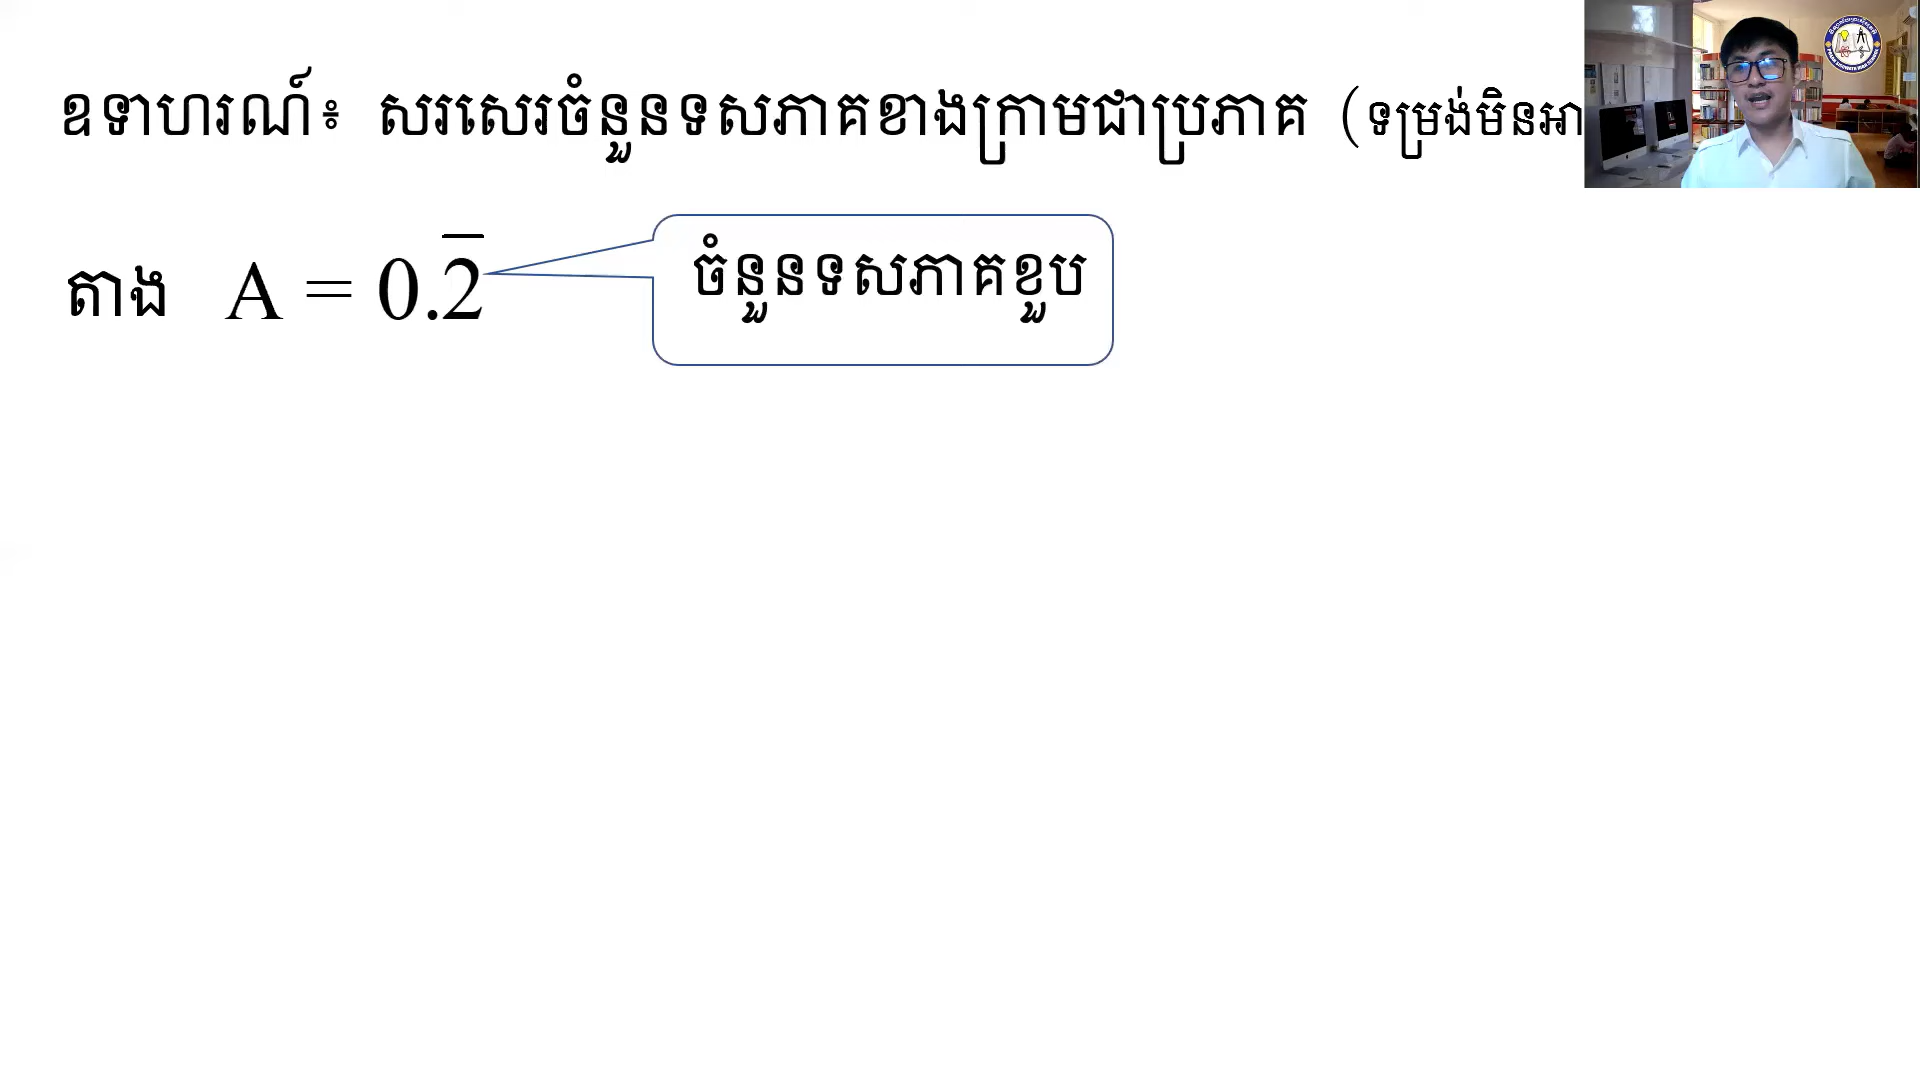 ឧទាហរណ៍៖ សរសេរចំនួនទសភាគខាងក្រោមជាប្រភាគ (ទម្រង់មិនអា
តាង A = 0.2̅
ចំនួនទសភាគខួប